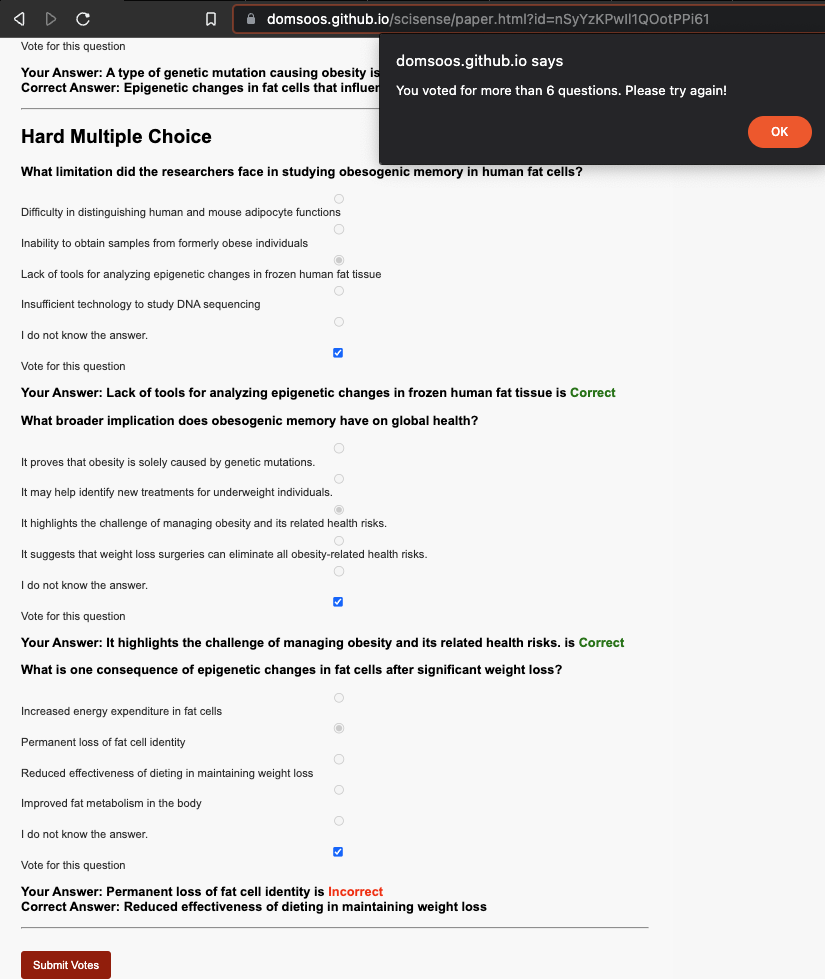 domsoos.github.io/scisense/paper.html?id=nSyYzKPwIl1QOotPPi61
domsoos.github.io says
You voted for more than 6 questions. Please try again!
OK
Vote for this question
Your Answer: A type of genetic mutation causing obesity is
Correct Answer: Epigenetic changes in fat cells that influen
Hard Multiple Choice
What limitation did the researchers face in studying obesogenic memory in human fat cells?
Difficulty in distinguishing human and mouse adipocyte functions
Inability to obtain samples from formerly obese individuals
Lack of tools for analyzing epigenetic changes in frozen human fat tissue
Insufficient technology to study DNA sequencing
I do not know the answer.
Vote for this question
Your Answer: Lack of tools for analyzing epigenetic changes in frozen human fat tissue is Correct
What broader implication does obesogenic memory have on global health?
It proves that obesity is solely caused by genetic mutations.
It may help identify new treatments for underweight individuals.
It highlights the challenge of managing obesity and its related health risks.
It suggests that weight loss surgeries can eliminate all obesity-related health risks.
I do not know the answer.
Vote for this question
Your Answer: It highlights the challenge of managing obesity and its related health risks. is Correct
What is one consequence of epigenetic changes in fat cells after significant weight loss?
Increased energy expenditure in fat cells
Permanent loss of fat cell identity
Reduced effectiveness of dieting in maintaining weight loss
Improved fat metabolism in the body
I do not know the answer.
Vote for this question
Your Answer: Permanent loss of fat cell identity is Incorrect
Correct Answer: Reduced effectiveness of dieting in maintaining weight loss
Submit Votes